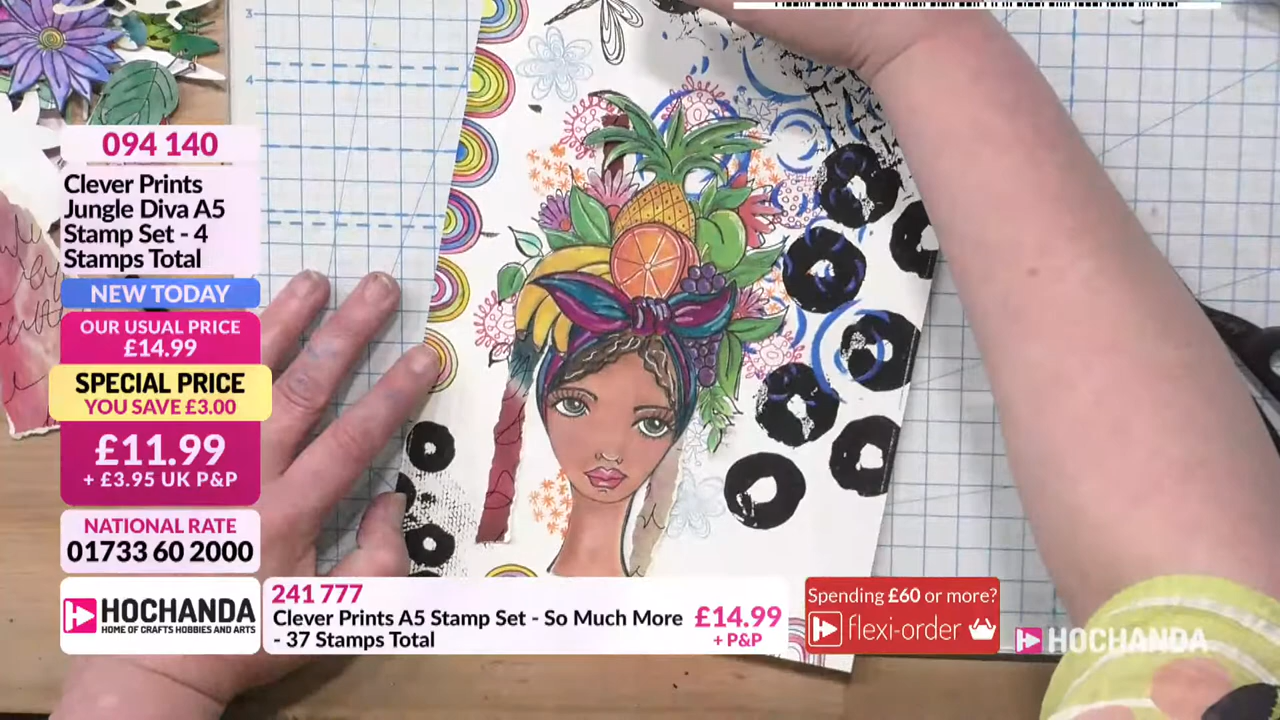 3
4
094 140
Clever Prints
Jungle Diva A5
Stamp Set - 4
Stamps Total
NEW TODAY
OUR USUAL PRICE
£14.99
SPECIAL PRICE
YOU SAVE £3.00
£11.99
+ £3.95 UK P&P
NATIONAL RATE
01733 60 2000
HOCHANDA
HOME OF CRAFTS HOBBIES AND ARTS
241 777
Clever Prints A5 Stamp Set - So Much More
- 37 Stamps Total
£14.99
+ P&P
Spending £60 or more?
flexi-order
HOCHANDA